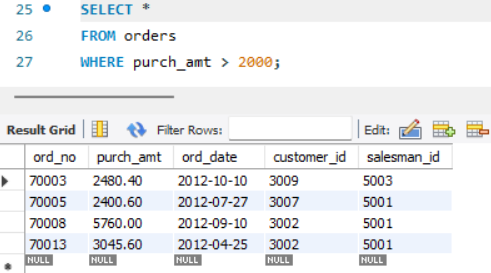 25 SELECT *
26 FROM orders
27 WHERE purch_amt > 2000;
Result Grid Filter Rows: Edit:
ord_no purch_amt ord_date customer_id salesman_id
70003 2480.40 2012-10-10 3009 5003
70005 2400.60 2012-07-27 3007 5001
70008 5760.00 2012-09-10 3002 5001
70013 3045.60 2012-04-25 3002 5001
NULL NULL NULL NULL NULL